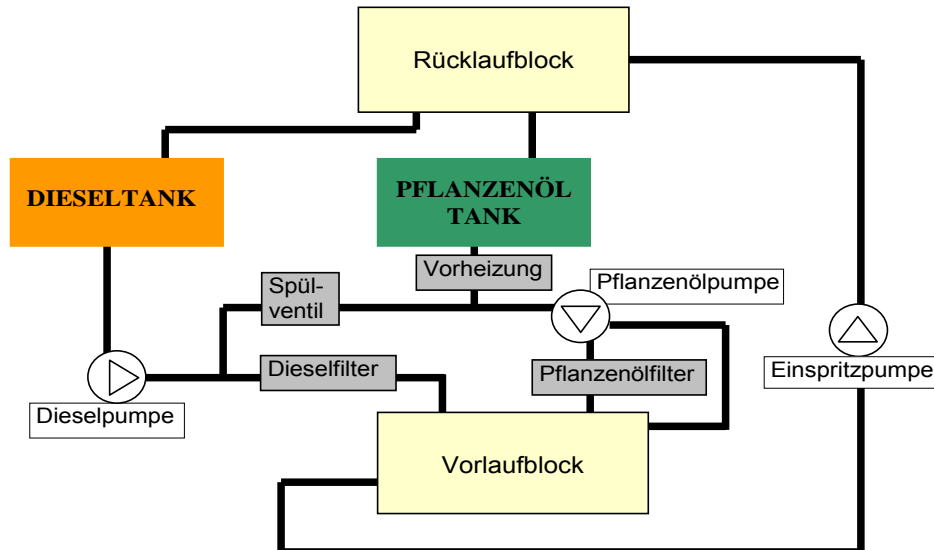 Rücklaufblock
DIESELTANK
PFLANZENÖL
TANK
Vorheizung
Pflanzenölpumpe
Spül-
ventil
Dieselfilter
Pflanzenölfilter
Einspritzpumpe
Dieselpumpe
Vorlaufblock